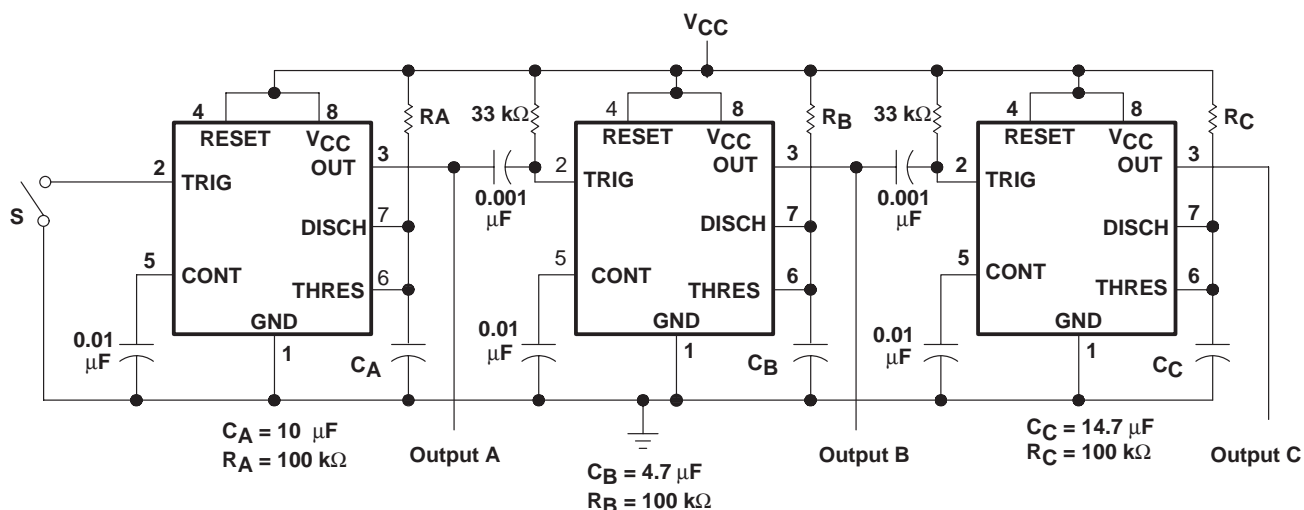 VCC
4
8
RA
33 kΩ
4
8
RB
33 kΩ
4
8
RC
RESET
VCC
RESET
VCC
RESET
VCC
2
TRIG
OUT
3
2
TRIG
OUT
3
2
TRIG
OUT
3
S
0.001
μF
0.001
μF
DISCH
7
DISCH
7
DISCH
7
5
CONT
5
CONT
5
CONT
THRES
6
THRES
6
THRES
6
GND
GND
GND
0.01
μF
1
CA
0.01
μF
1
CB
0.01
μF
1
CC
CA = 10 μF
RA = 100 kΩ
Output A
CB = 4.7 μF
RB = 100 kΩ
Output B
CC = 14.7 μF
RC = 100 kΩ
Output C